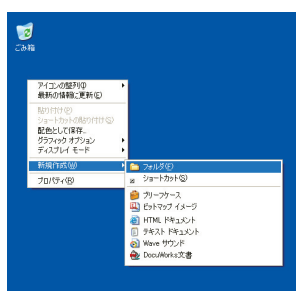 ごみ箱
アイコンの整列(I)
最新の情報に更新(E)
貼り付け(P)
ショートカットの貼り付け(S)
配色として保存...
グラフィック オプション
ディスプレイ モード
新規作成(W)
プロパティ(R)
フォルダ(F)
ショートカット(S)
ブリーフケース
ビットマップ イメージ
HTML ドキュメント
テキスト ドキュメント
Wave サウンド
DocuWorks文書